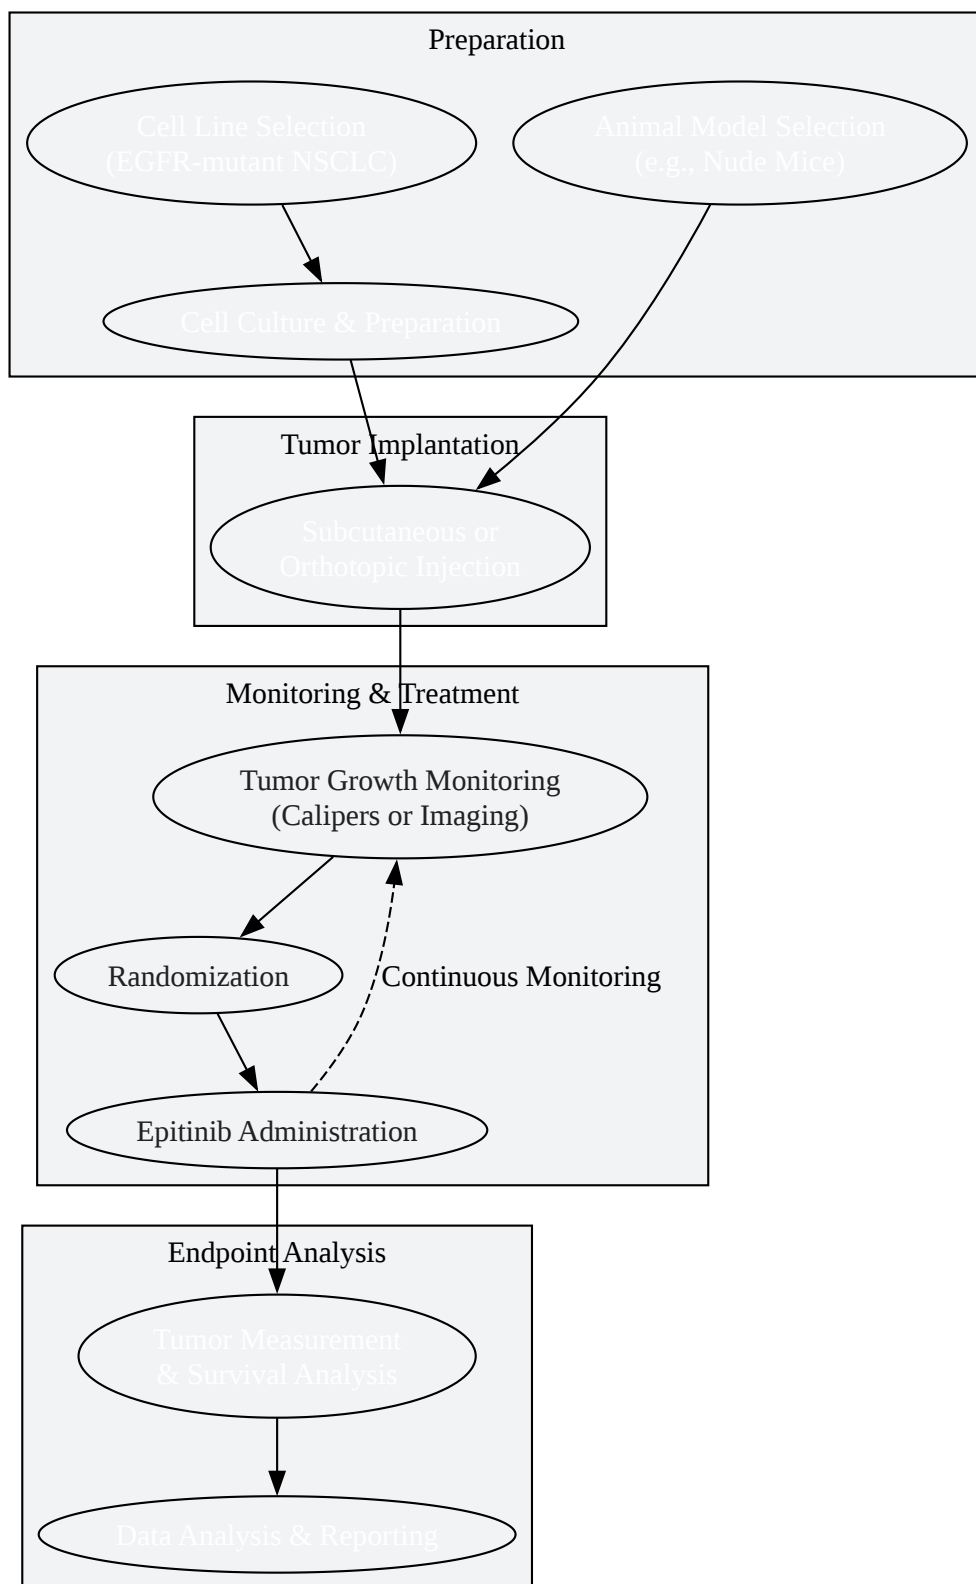 Preparation
Cell Line Selection
(EGFR-mutant NSCLC)
Animal Model Selection
(e.g., Nude Mice)
Cell Culture & Preparation
Tumor Implantation
Subcutaneous or
Orthotopic Injection
Monitoring & Treatment
Tumor Growth Monitoring
(Calipers or Imaging)
Randomization
Continuous Monitoring
Epitinib Administration
Endpoint Analysis
Tumor Measurement
& Survival Analysis
Data Analysis & Reporting